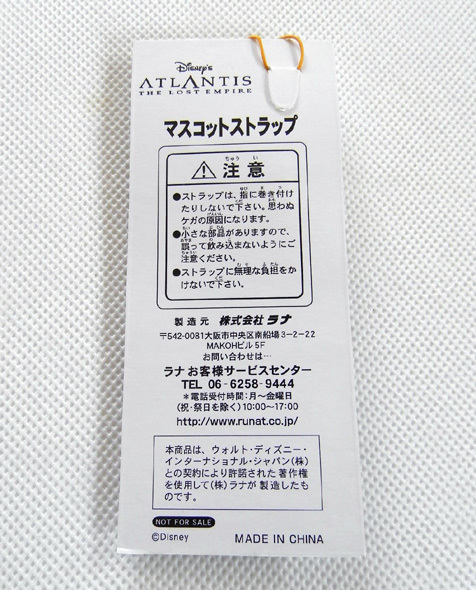 Disney's
ATLANTIS
THE LOST EMPIRE
マスコットストラップ
⚠ 注意
●ストラップは、指に巻き付け
たりしないで下さい。思わぬ
ケガの原因になります。
●小さな部品がありますので、
誤って飲み込まないようにご
注意ください。
●ストラップに無理な負担をか
けないで下さい。
製造元 株式会社 ラナ
〒542-0081大阪市中央区南船場3-2-22
MAKOHビル 5F
お問い合わせは…
ラナ お客様サービスセンター
TEL 06-6258-9444
*電話受付時間:月〜金曜日
(祝・祭日を除く)10:00〜17:00
http://www.runat.co.jp/
本商品は、ウォルト・ディズニー・
インターナショナル・ジャパン(株)
との契約により許諾された著作権
を使用して(株)ラナが製造したも
のです。
NOT FOR SALE
©Disney MADE IN CHINA